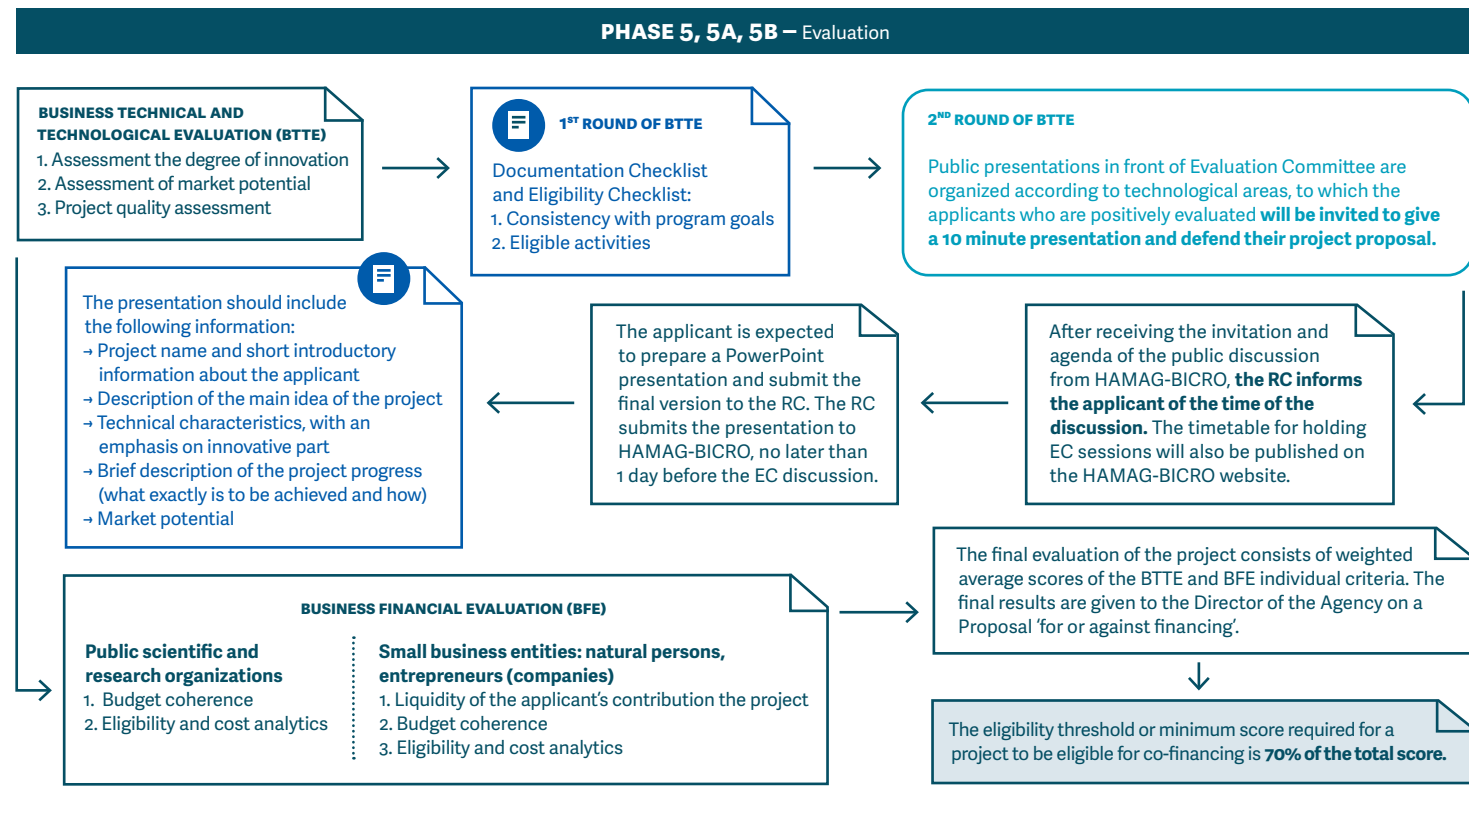 PHASE 5, 5A, 5B – Evaluation
BUSINESS TECHNICAL AND
TECHNOLOGICAL EVALUATION (BTTE)
1. Assessment the degree of innovation
2. Assessment of market potential
3. Project quality assessment
1ST ROUND OF BTTE
Documentation Checklist
and Eligibility Checklist:
1. Consistency with program goals
2. Eligible activities
2ND ROUND OF BTTE
Public presentations in front of Evaluation Committee are
organized according to technological areas, to which the
applicants who are positively evaluated will be invited to give
a 10 minute presentation and defend their project proposal.
After receiving the invitation and
agenda of the public discussion
from HAMAG-BICRO, the RC informs
the applicant of the time of the
discussion. The timetable for holding
EC sessions will also be published on
the HAMAG-BICRO website.
The applicant is expected
to prepare a PowerPoint
presentation and submit the
final version to the RC. The RC
submits the presentation to
HAMAG-BICRO, no later than
1 day before the EC discussion.
The presentation should include
the following information:
→ Project name and short introductory
information about the applicant
→ Description of the main idea of the project
→ Technical characteristics, with an
emphasis on innovative part
→ Brief description of the project progress
(what exactly is to be achieved and how)
→ Market potential
BUSINESS FINANCIAL EVALUATION (BFE)
Public scientific and
research organizations
1. Budget coherence
2. Eligibility and cost analytics
Small business entities: natural persons,
entrepreneurs (companies)
1. Liquidity of the applicant's contribution the project
2. Budget coherence
3. Eligibility and cost analytics
The final evaluation of the project consists of weighted
average scores of the BTTE and BFE individual criteria. The
final results are given to the Director of the Agency on a
Proposal 'for or against financing'.
The eligibility threshold or minimum score required for a
project to be eligible for co-financing is 70% of the total score.